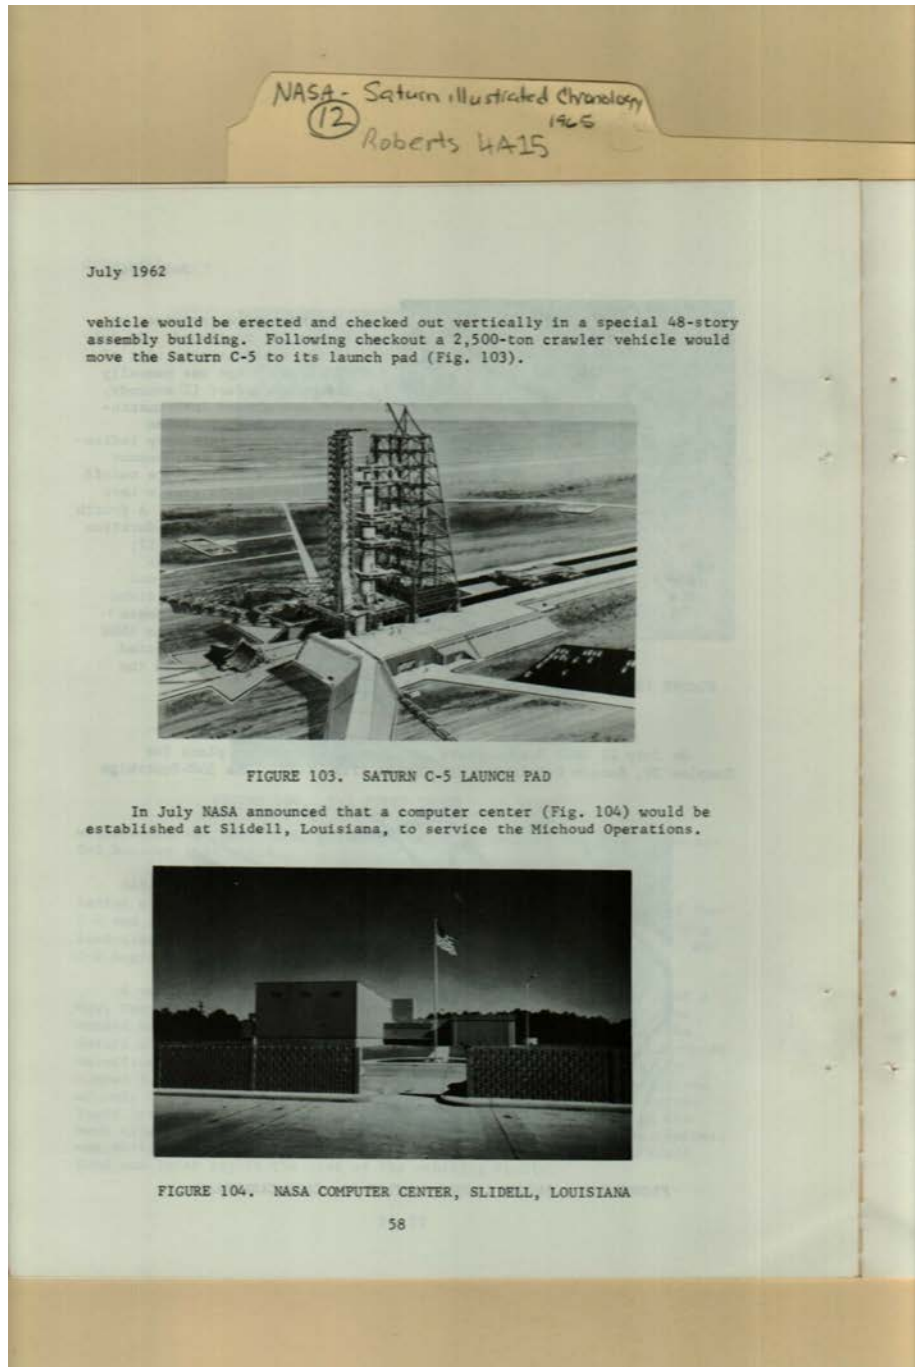 NASA - Saturn illustrated Chronology
12
1965
Roberts 4A15
July 1962
vehicle would be erected and checked out vertically in a special 48-story
assembly building. Following checkout a 2,500-ton crawler vehicle would
move the Saturn C-5 to its launch pad (Fig. 103).
FIGURE 103. SATURN C-5 LAUNCH PAD
In July NASA announced that a computer center (Fig. 104) would be
established at Slidell, Louisiana, to service the Michoud Operations.
FIGURE 104. NASA COMPUTER CENTER, SLIDELL, LOUISIANA
58